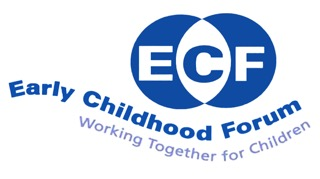 ECF
Early Childhood Forum
Working Together for Children